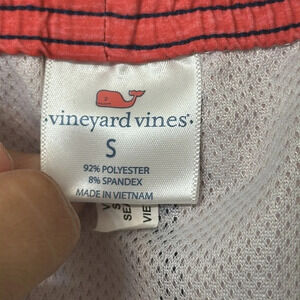 vineyard vines
S
92% POLYESTER
8% SPANDEX
MADE IN VIETNAM